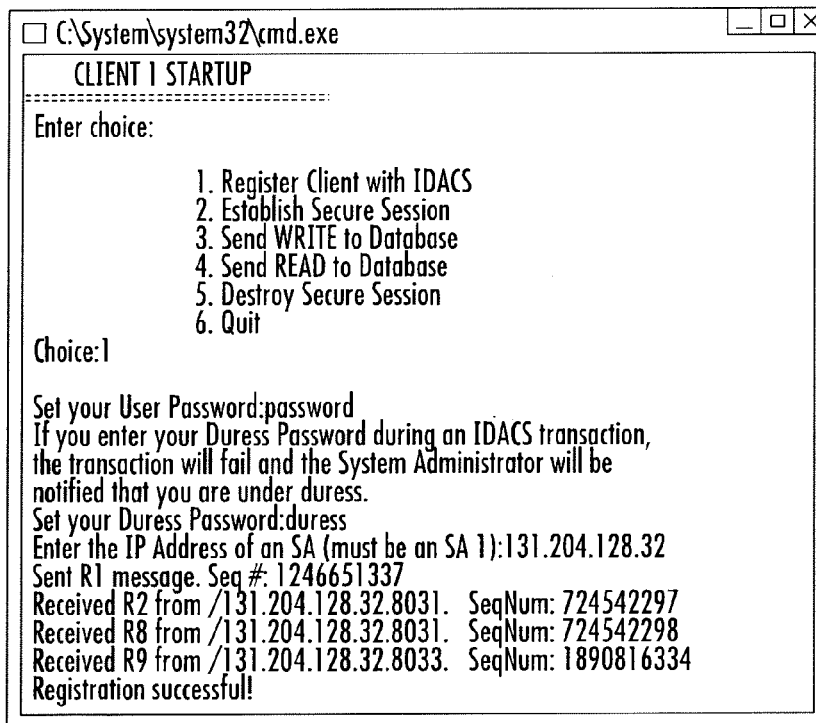 C:\System\system32\cmd.exe
CLIENT 1 STARTUP
==============================
Enter choice:
1. Register Client with IDACS
2. Establish Secure Session
3. Send WRITE to Database
4. Send READ to Database
5. Destroy Secure Session
6. Quit
Choice:1
Set your User Password:password
If you enter your Duress Password during an IDACS transaction,
the transaction will fail and the System Administrator will be
notified that you are under duress.
Set your Duress Password:duress
Enter the IP Address of an SA (must be an SA 1):131.204.128.32
Sent R1 message. Seq #: 1246651337
Received R2 from /131.204.128.32.8031. SeqNum: 724542297
Received R8 from /131.204.128.32.8031. SeqNum: 724542298
Received R9 from /131.204.128.32.8033. SeqNum: 1890816334
Registration successful!